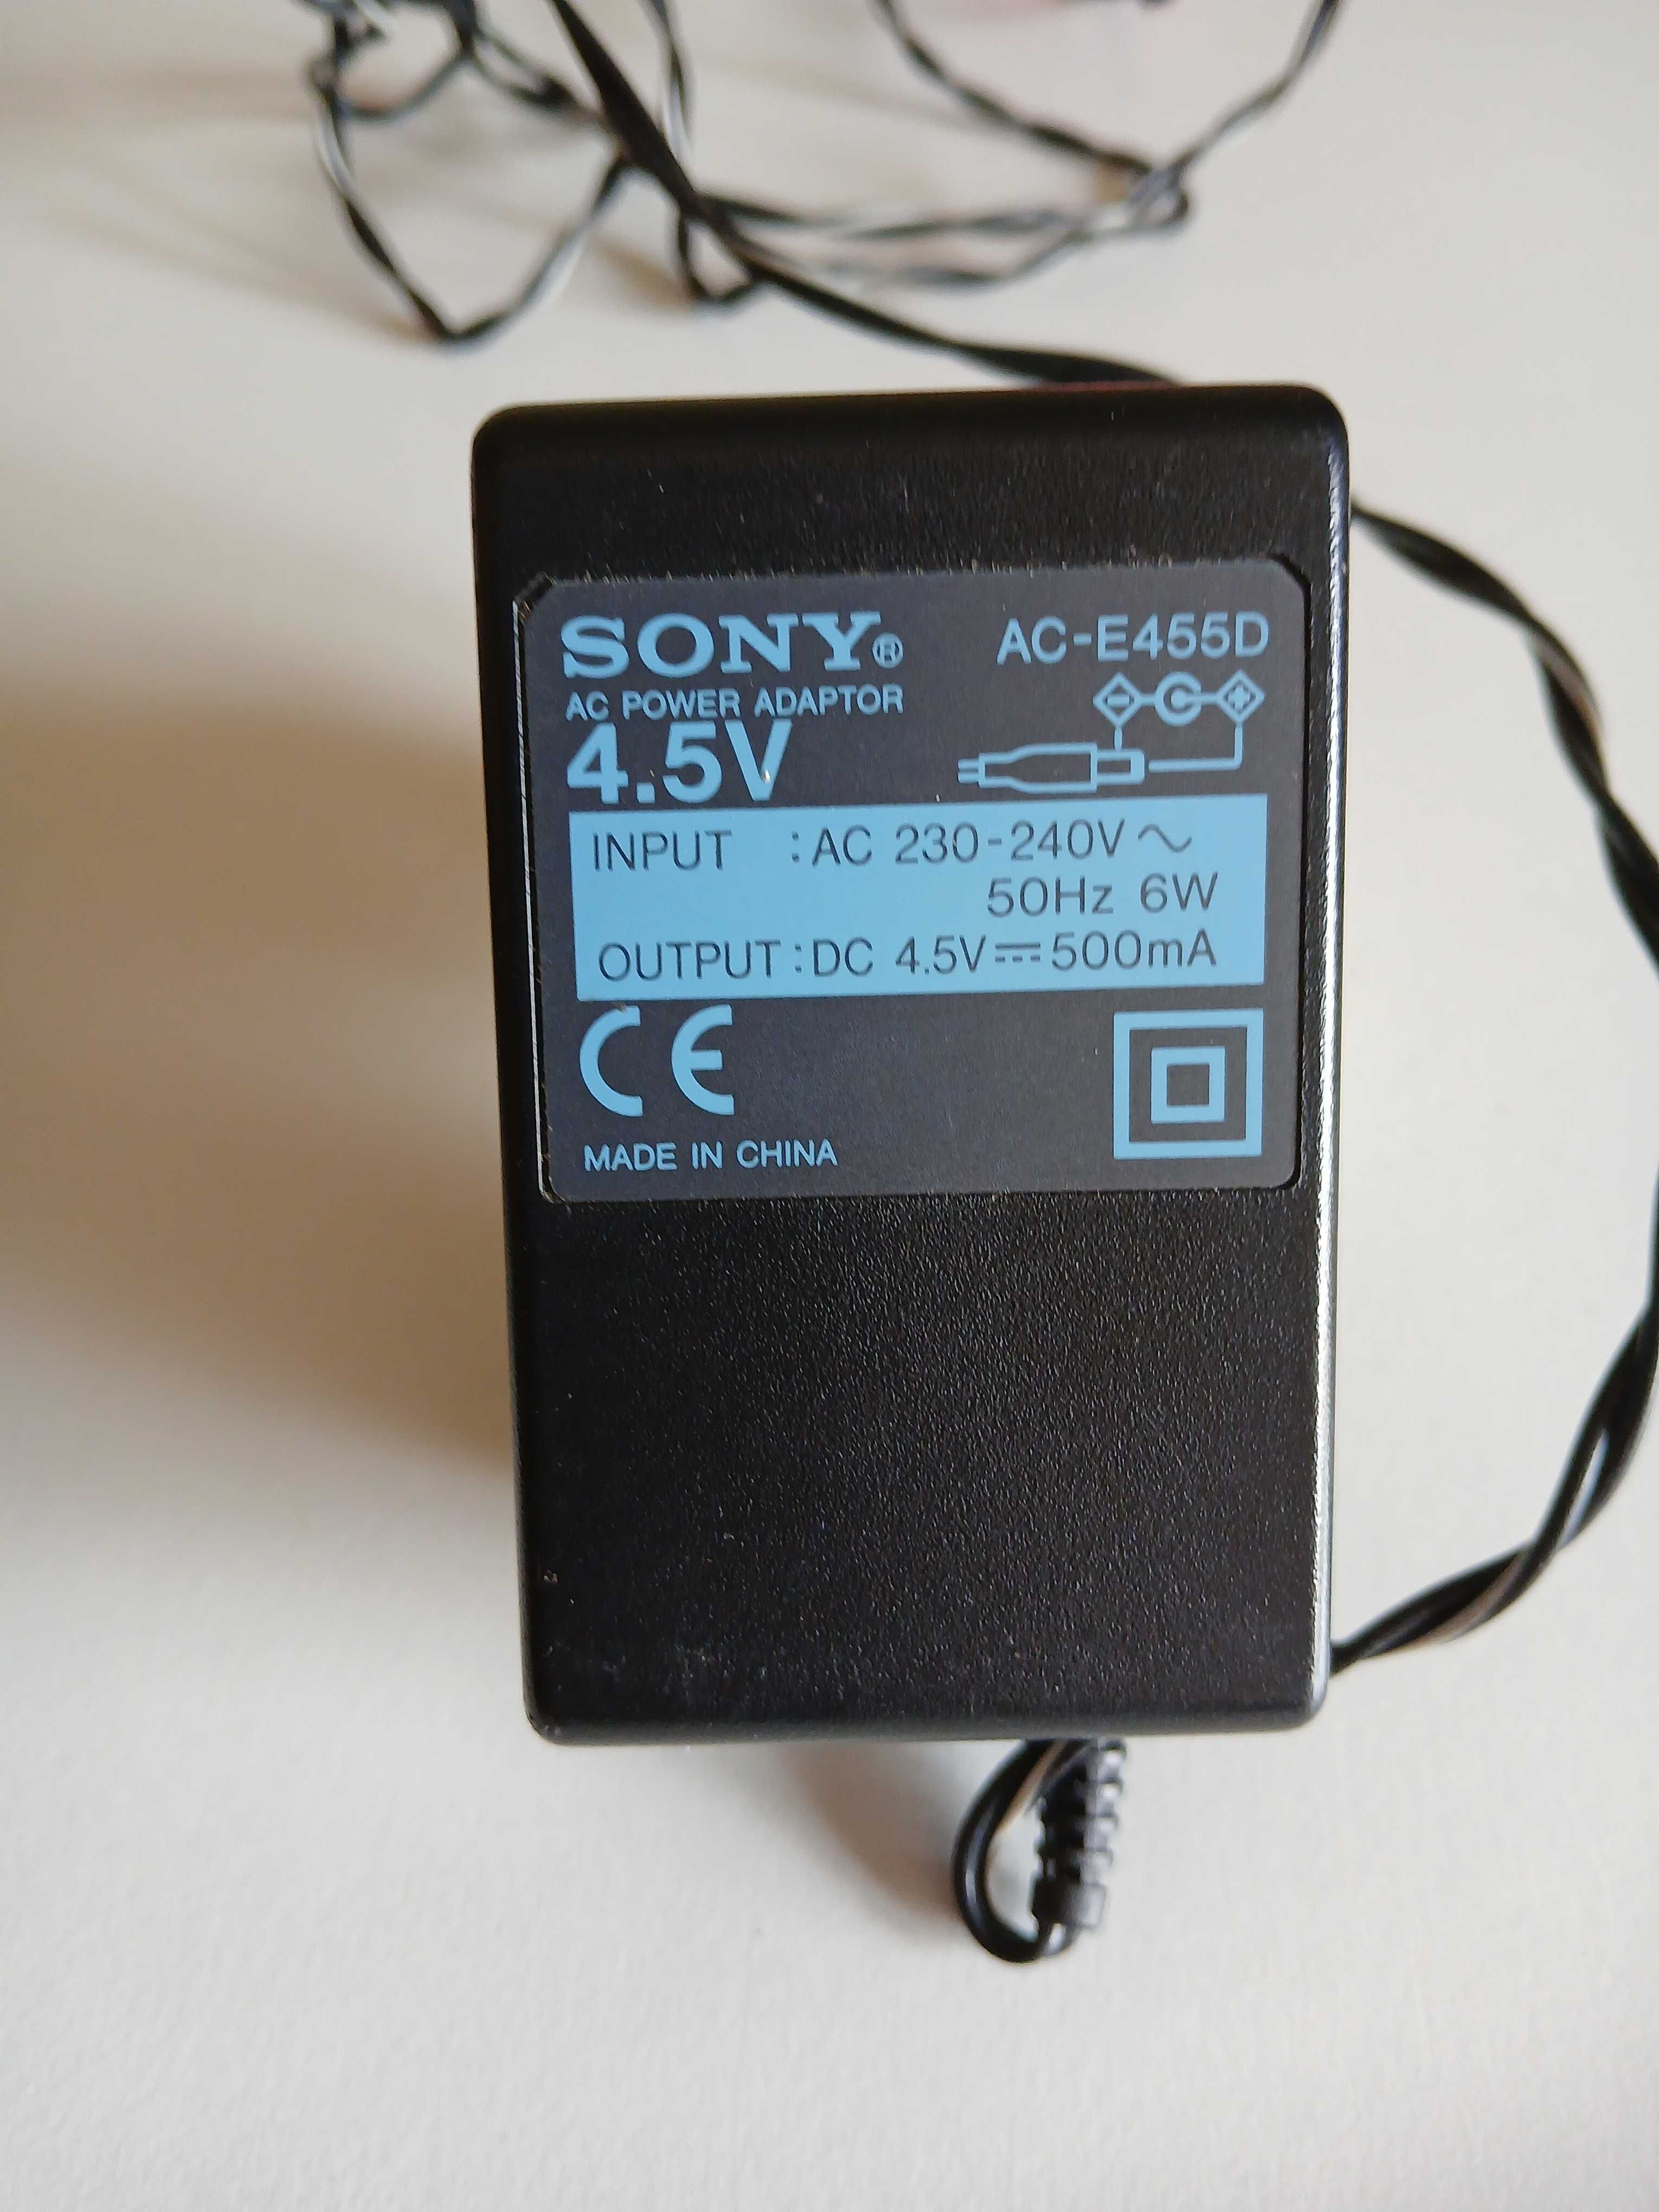 SONY®
AC-E455D
AC POWER ADAPTOR
4.5V
INPUT :AC 230-240V~
50Hz 6W
OUTPUT:DC 4.5V⎓500mA
CE
MADE IN CHINA